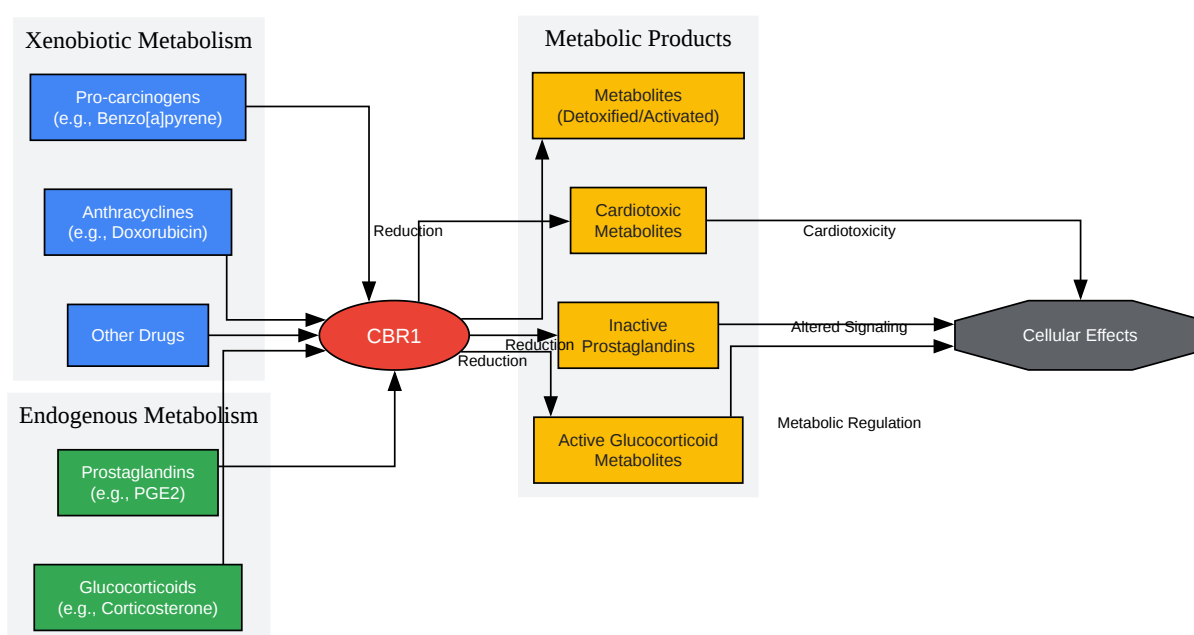 Xenobiotic Metabolism
Pro-carcinogens
(e.g., Benzo[a]pyrene)
Anthracyclines
(e.g., Doxorubicin)
Other Drugs
Endogenous Metabolism
Prostaglandins
(e.g., PGE2)
Glucocorticoids
(e.g., Corticosterone)
CBR1
Reduction
Reduction
Reduction
Metabolic Products
Metabolites
(Detoxified/Activated)
Cardiotoxic
Metabolites
Inactive
Prostaglandins
Active Glucocorticoid
Metabolites
Cardiotoxicity
Altered Signaling
Metabolic Regulation
Cellular Effects